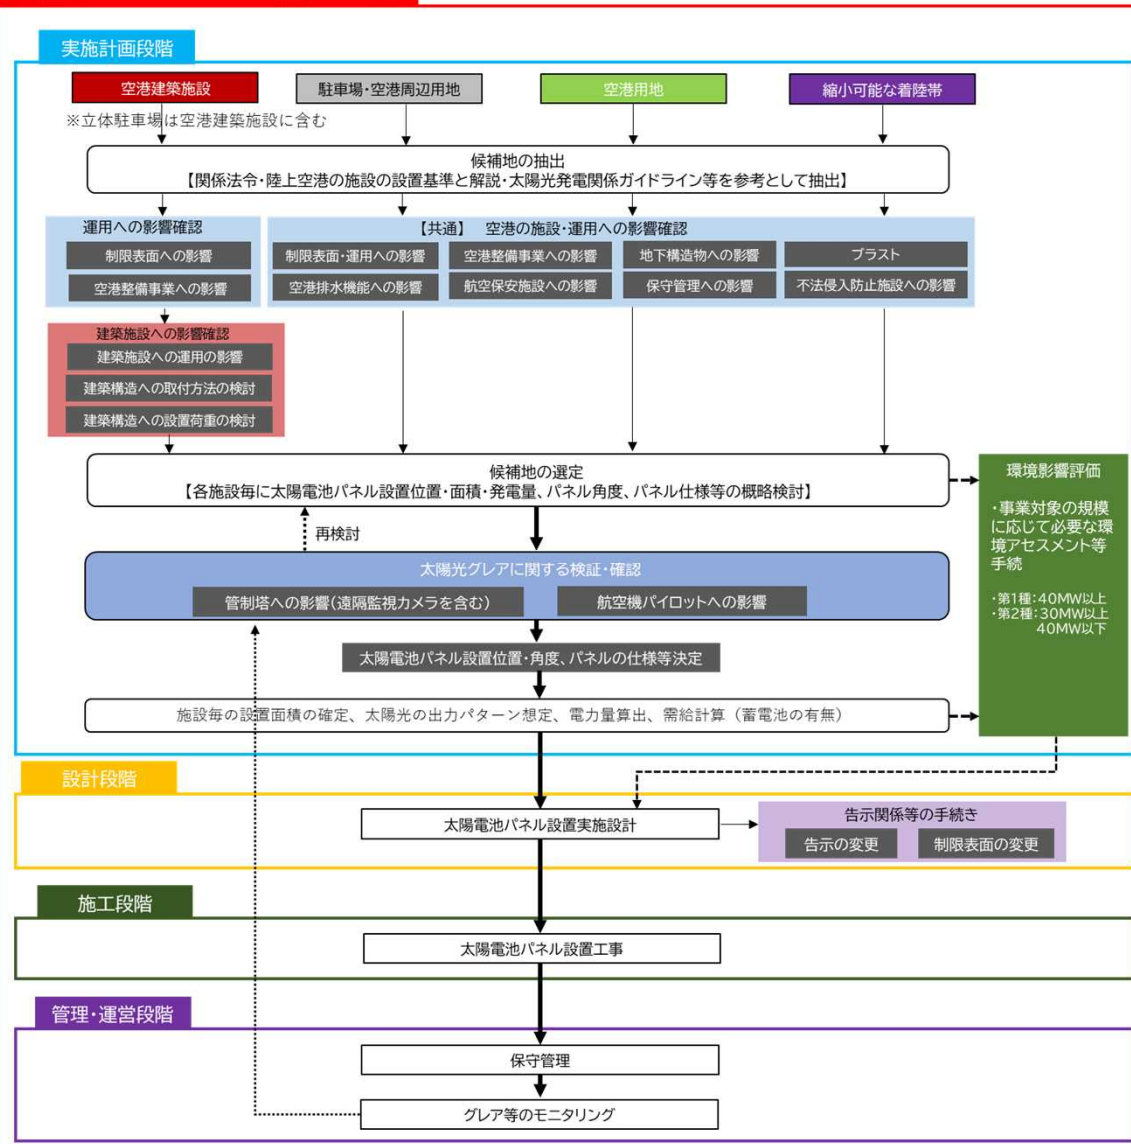 実施計画段階
空港建築施設
駐車場・空港周辺用地
空港用地
縮小可能な着陸帯
※立体駐車場は空港建築施設に含む
候補地の抽出
【関係法令・陸上空港の施設の設置基準と解説・太陽光発電関係ガイドライン等を参考として抽出】
運用への影響確認
制限表面への影響
空港整備事業への影響
【共通】 空港の施設・運用への影響確認
制限表面・運用への影響
空港整備事業への影響
地下構造物への影響
ブラスト
空港排水機能への影響
航空保安施設への影響
保守管理への影響
不法侵入防止施設への影響
建築施設への影響確認
建築施設への運用の影響
建築構造への取付方法の検討
建築構造への設置荷重の検討
候補地の選定
【各施設毎に太陽電池パネル設置位置・面積・発電量、パネル角度、パネル仕様等の概略検討】
環境影響評価
・事業対象の規模
に応じて必要な環
境アセスメント等
手続
・第1種:40MW以上
・第2種:30MW以上
40MW以下
再検討
太陽光グレアに関する検証・確認
管制塔への影響(遠隔監視カメラを含む)
航空機パイロットへの影響
太陽電池パネル設置位置・角度、パネルの仕様等決定
施設毎の設置面積の確定、太陽光の出力パターン想定、電力量算出、需給計算（蓄電池の有無）
設計段階
太陽電池パネル設置実施設計
告示関係等の手続き
告示の変更
制限表面の変更
施工段階
太陽電池パネル設置工事
管理・運営段階
保守管理
グレア等のモニタリング